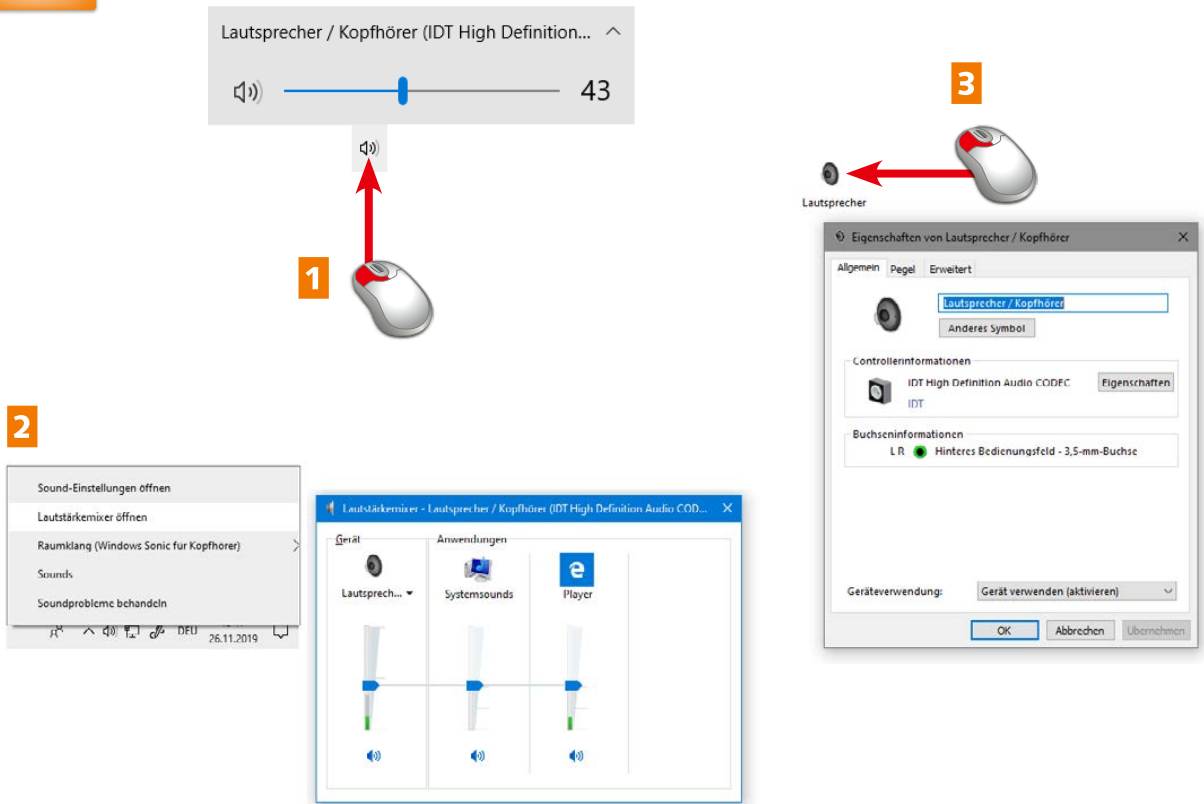 Lautsprecher / Kopfhörer (IDT High Definition...
43
1
2
Sound-Einstellungen öffnen
Lautstärkemixer öffnen
Raumklang (Windows Sonic für Kopfhörer)
Sounds
Soundprobleme behandeln
DEU
26.11.2019
Lautstärkemixer - Lautsprecher / Kopfhörer (IDT High Definition Audio COD...
Gerät
Anwendungen
Lautsprech...
Systemsounds
Player
3
Lautsprecher
Eigenschaften von Lautsprecher / Kopfhörer
Allgemein Pegel Erweitert
Lautsprecher / Kopfhörer
Anderes Symbol
Controllerinformationen
IDT High Definition Audio CODEC Eigenschaften
IDT
Buchseninformationen
L R Hinteres Bedienungsfeld - 3,5-mm-Buchse
Geräteverwendung: Gerät verwenden (aktivieren)
OK Abbrechen Übernehmen